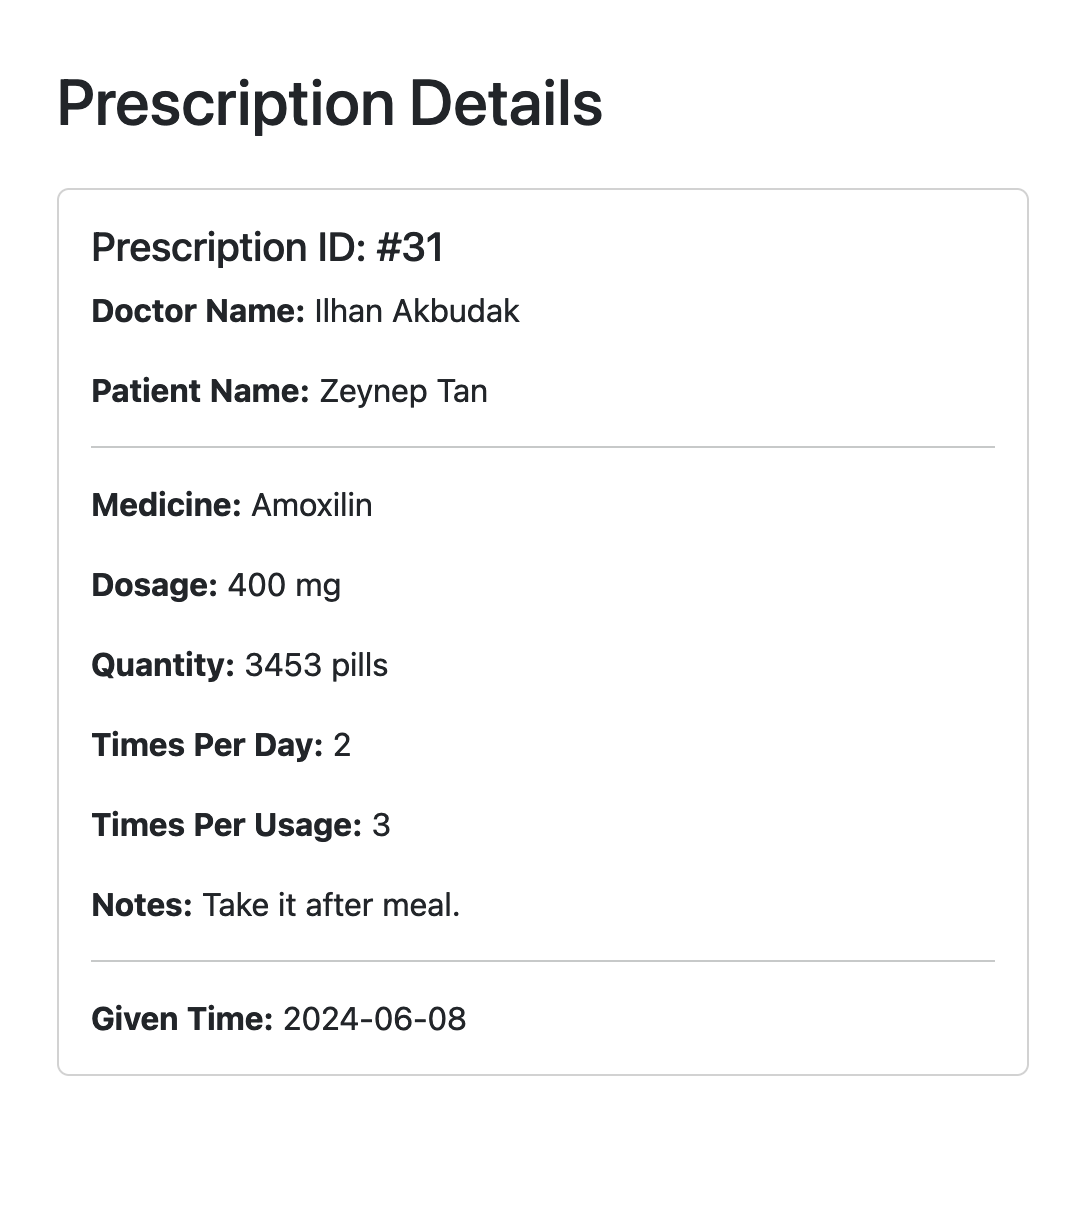 Prescription Details
Prescription ID: #31
Doctor Name: Ilhan Akbudak
Patient Name: Zeynep Tan
Medicine: Amoxilin
Dosage: 400 mg
Quantity: 3453 pills
Times Per Day: 2
Times Per Usage: 3
Notes: Take it after meal.
Given Time: 2024-06-08